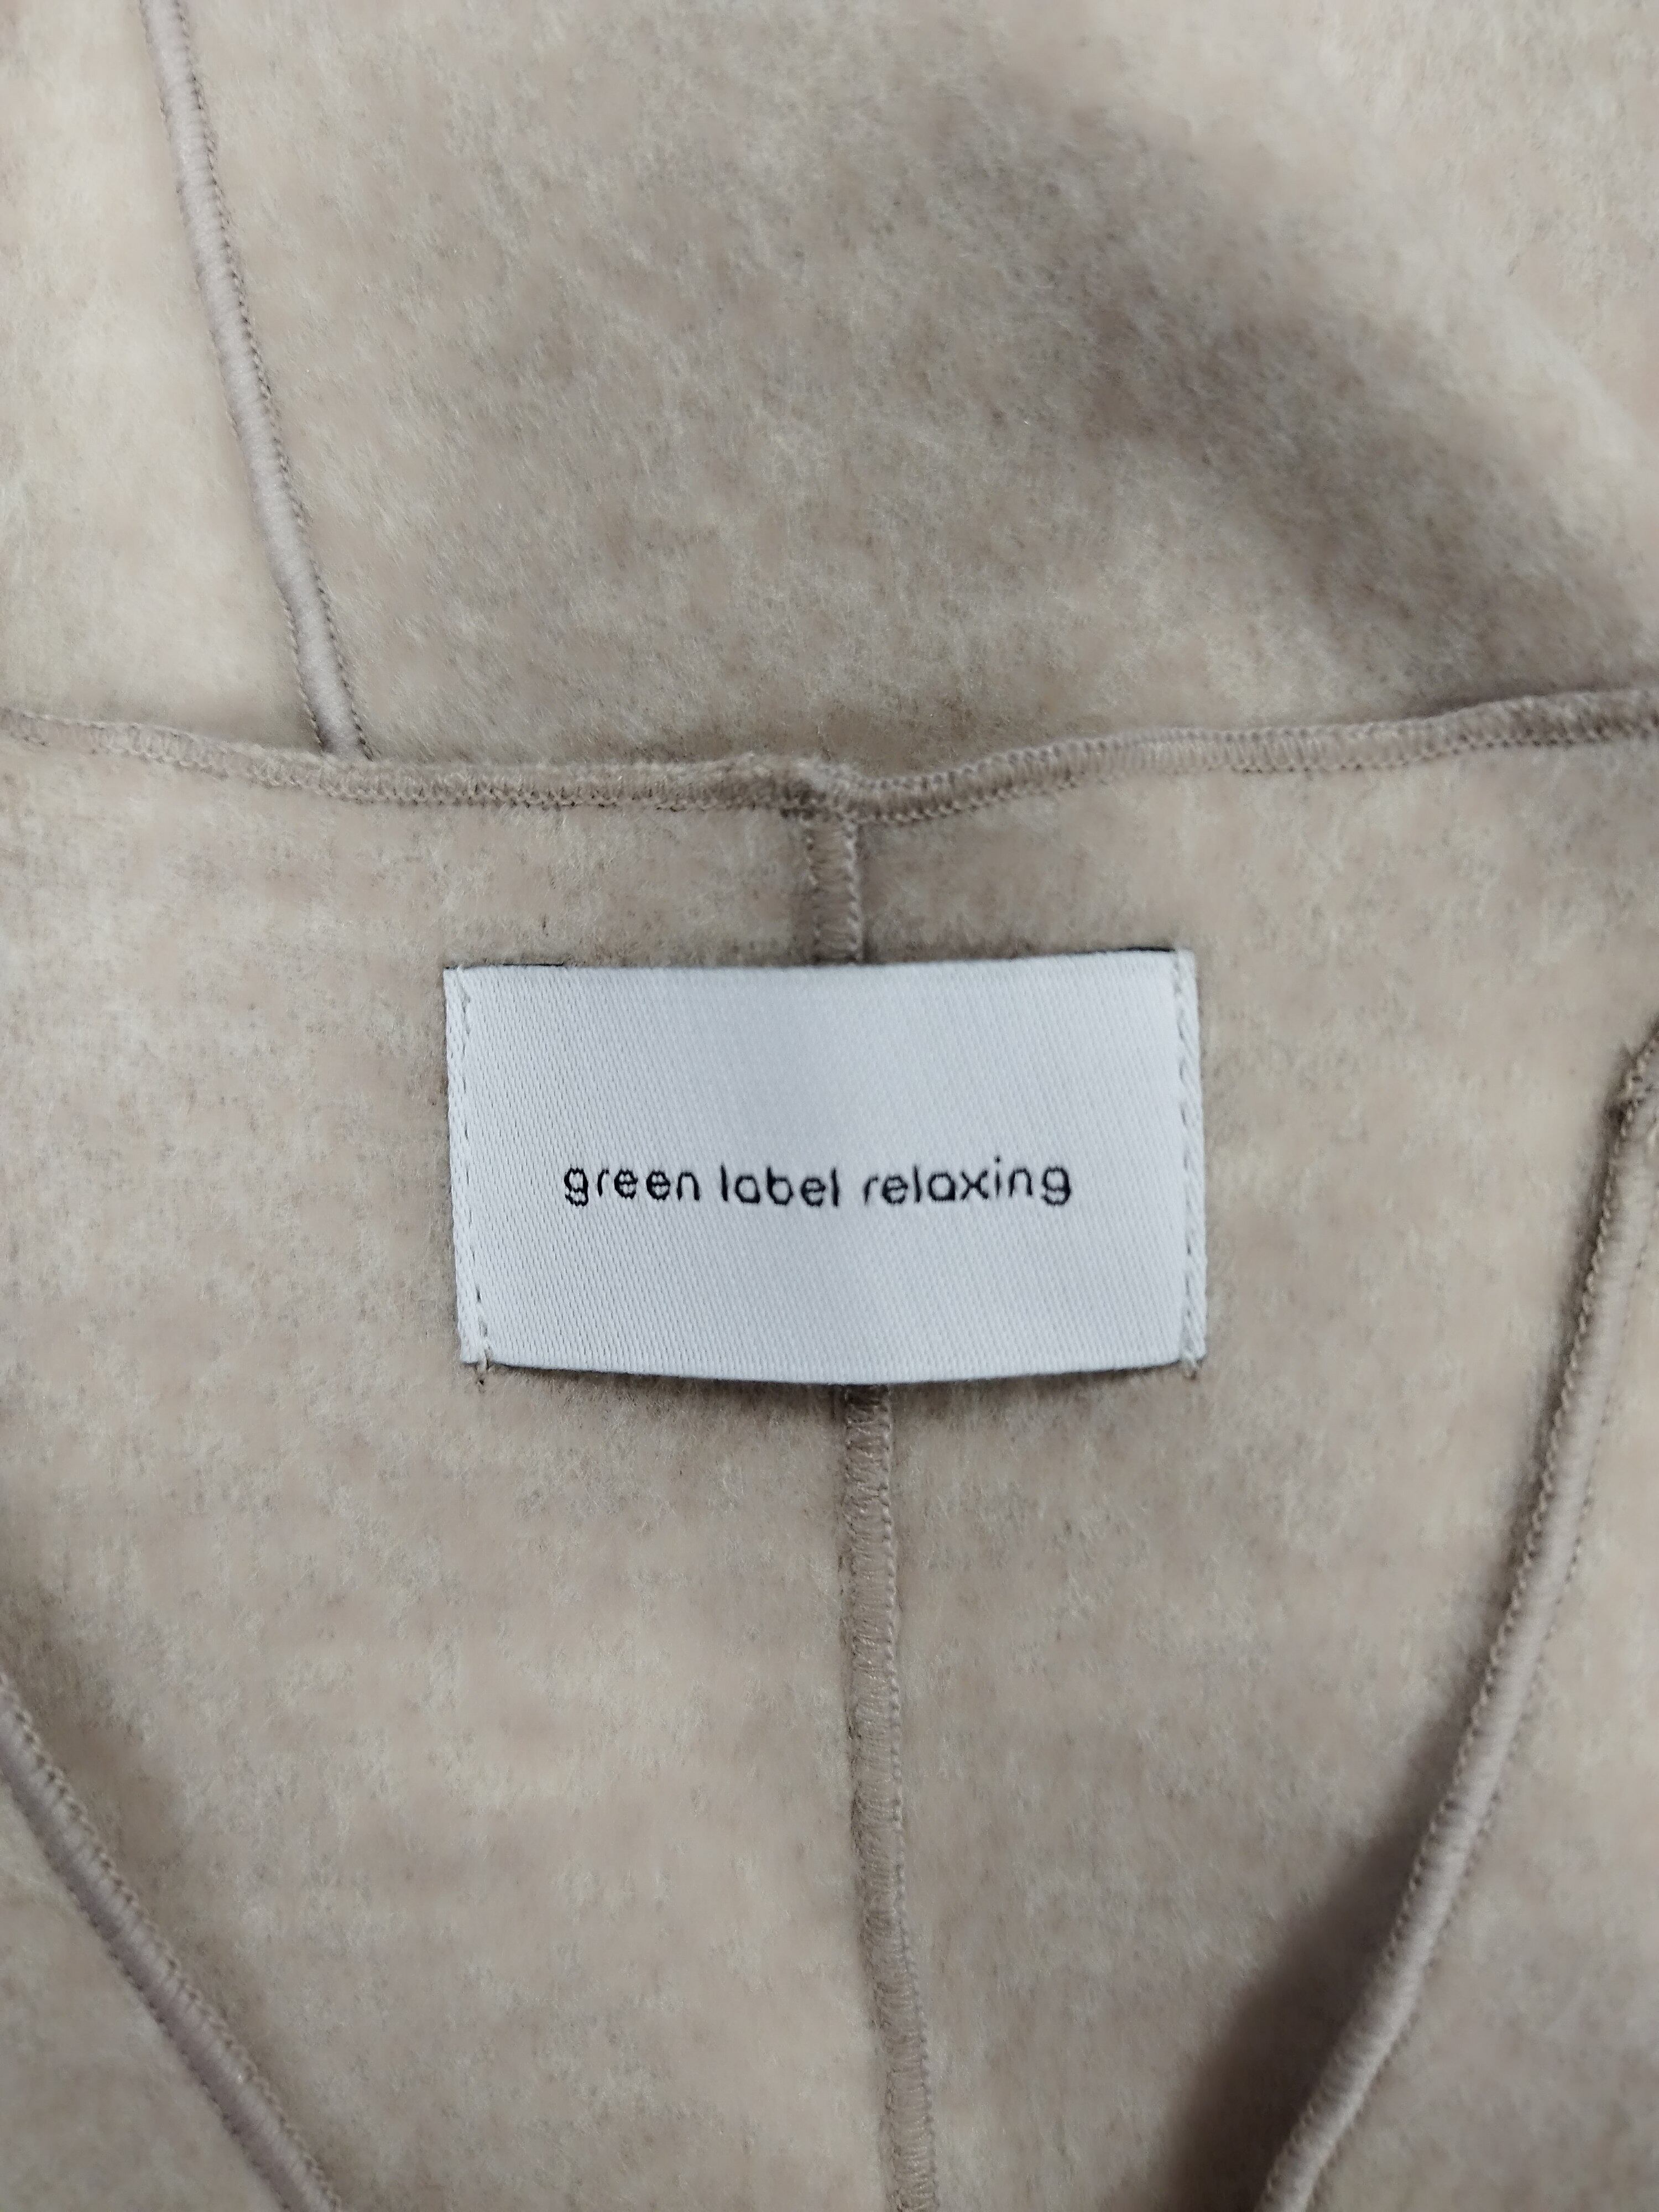 green label relaxing